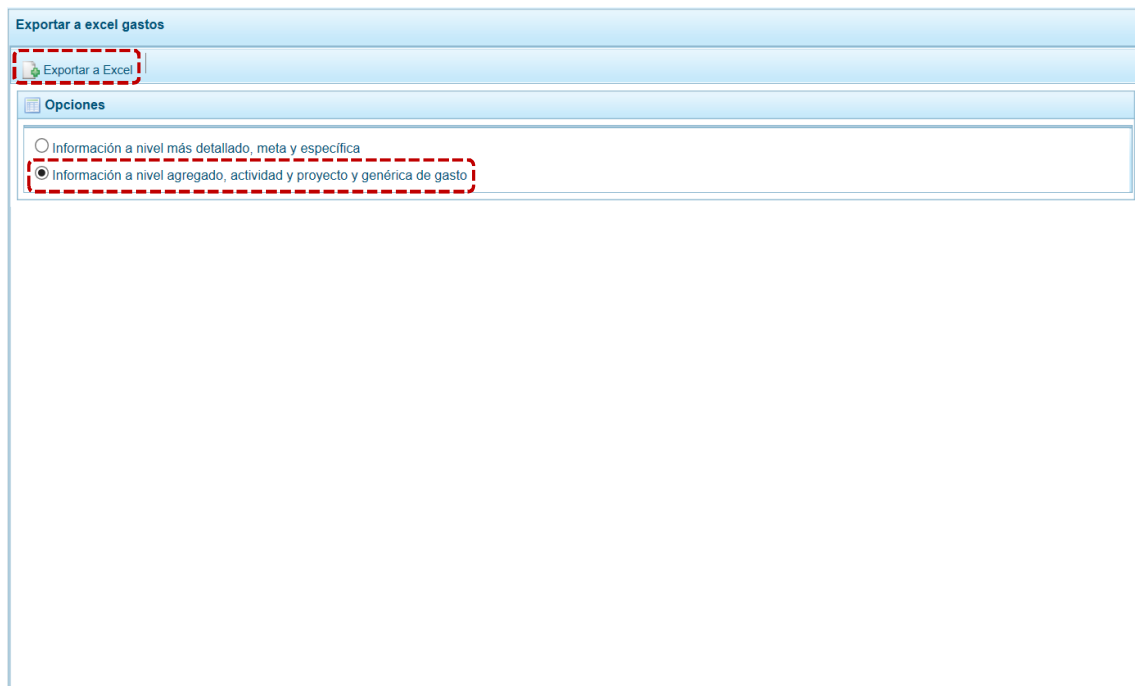 Exportar a excel gastos
Exportar a Excel
Opciones
Información a nivel más detallado, meta y específica
Información a nivel agregado, actividad y proyecto y genérica de gasto